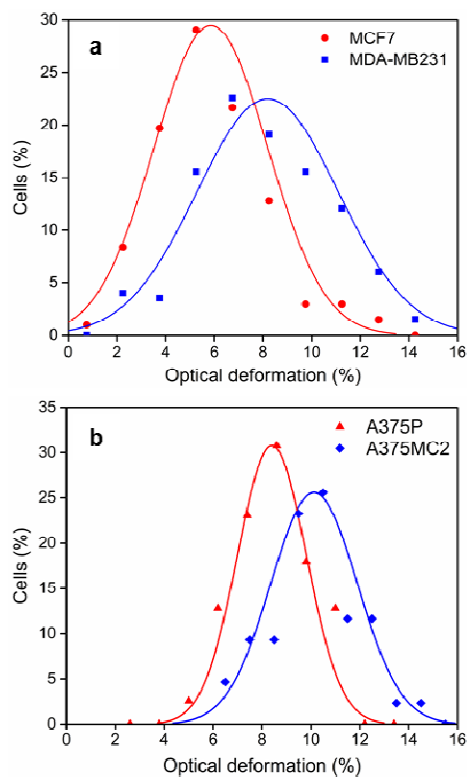 a
MCF7
MDA-MB231
30
25
20
15
10
5
0
Cells (%)
0 2 4 6 8 10 12 14 16
Optical deformation (%)
b
A375P
A375MC2
35
30
25
20
15
10
5
0
Cells (%)
0 2 4 6 8 10 12 14 16
Optical deformation (%)